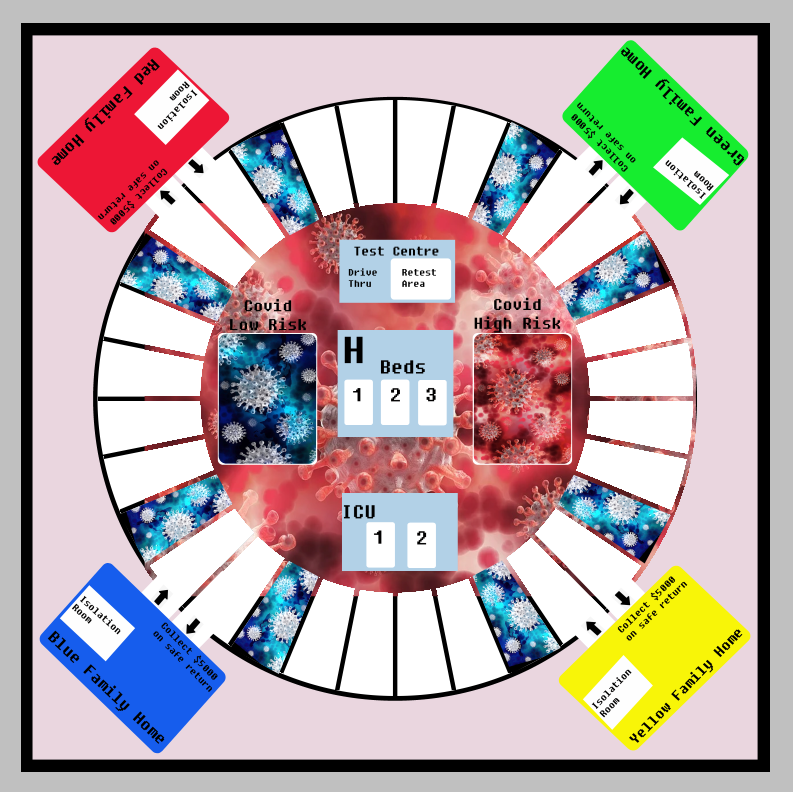 Red Family Home
Isolation
Room
Collect $5000
on safe return
Green Family Home
Isolation
Room
Collect $5000
on safe return
Test Centre
Drive
Thru
Retest
Area
Covid
Low Risk
Covid
High Risk
H
Beds
1 2 3
ICU
1 2
Isolation
Room
Collect $5000
on safe return
Blue Family Home
Collect $5000
on safe return
Isolation
Room
Yellow Family Home